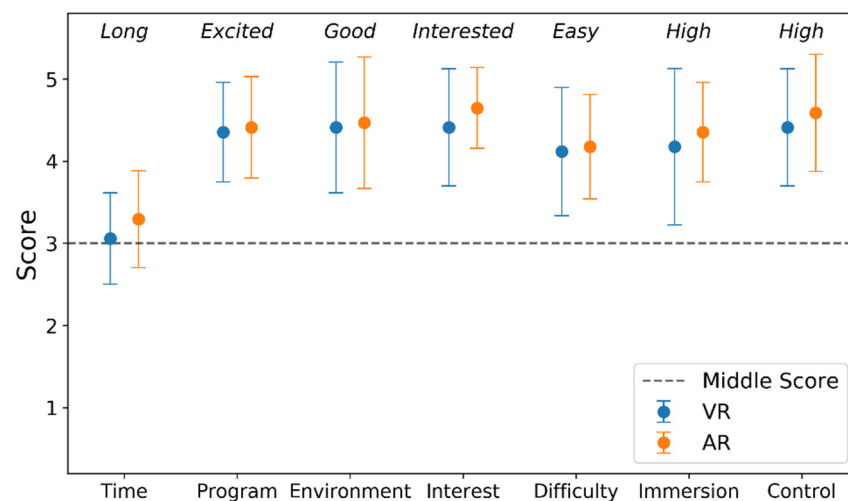 Long Excited Good Interested Easy High High
5
4
3
2
1
Score
Middle Score
VR
AR
Time Program Environment Interest Difficulty Immersion Control